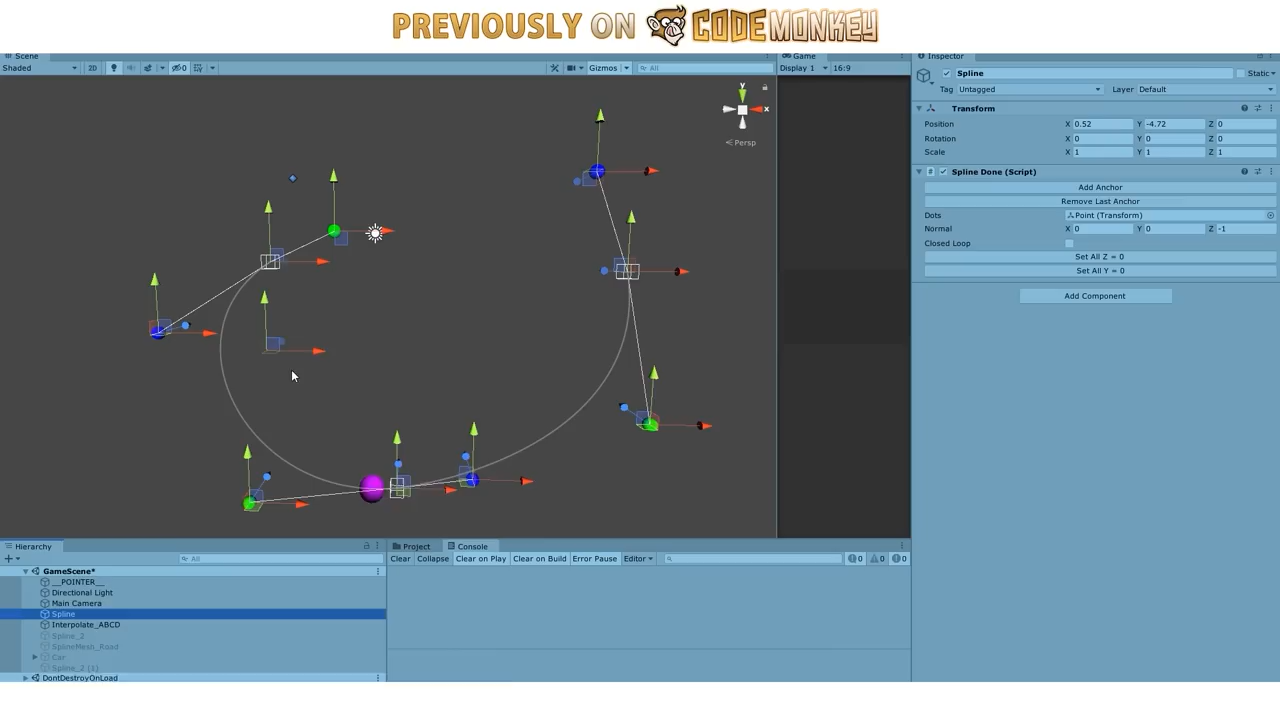 PREVIOUSLY ON CODE MONKEY
Scene
Game
Inspector
Shaded
2D
0
Gizmos
All
Display 1
16:9
Spline
Static
Tag Untagged
Layer Default
Transform
Position X 0.52 Y -4.72 Z 0
Rotation X 0 Y 0 Z 0
Scale X 1 Y 1 Z 1
Spline Done (Script)
Add Anchor
Remove Last Anchor
Dots Point (Transform)
Normal X 0 Y 0 Z -1
Closed Loop
Set All Z = 0
Set All Y = 0
Add Component
y
x
< Persp
Hierarchy
All
GameScene*
__POINTER__
Directional Light
Main Camera
Spline
Interpolate_ABCD
Spline_2
SplineMesh_Road
Car
Spline_2 (1)
DontDestroyOnLoad
Project
Console
Clear Collapse Clear on Play Clear on Build Error Pause Editor
0 0 0